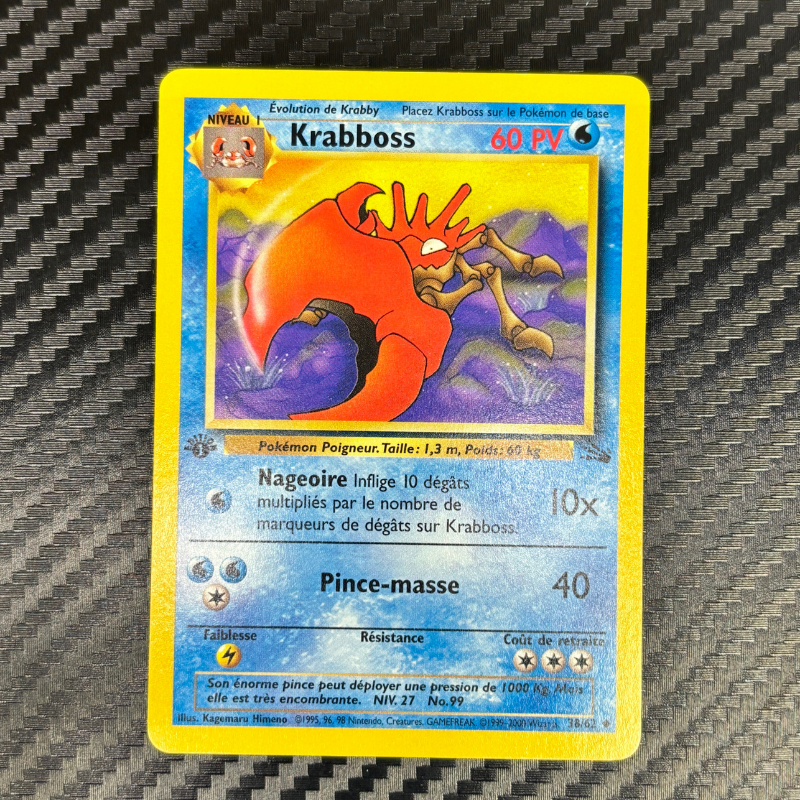 Évolution de Krabby Placez Krabboss sur le Pokémon de base
NIVEAU 1
Krabboss 60 PV
Pokémon Poigneur. Taille: 1,3 m, Poids: 60 kg
Nageoire Inflige 10 dégâts
multipliés par le nombre de
marqueurs de dégâts sur Krabboss.
10x
Pince-masse 40
Faiblesse Résistance Coût de retraite
Son énorme pince peut déployer une pression de 1000 Kg. Mais
elle est très encombrante. NIV. 27 No.99
Illus. Kagemaru Himeno ©1995, 96, 98 Nintendo, Creatures, GAMEFREAK. ©1999-2000 Wizards. 38/62